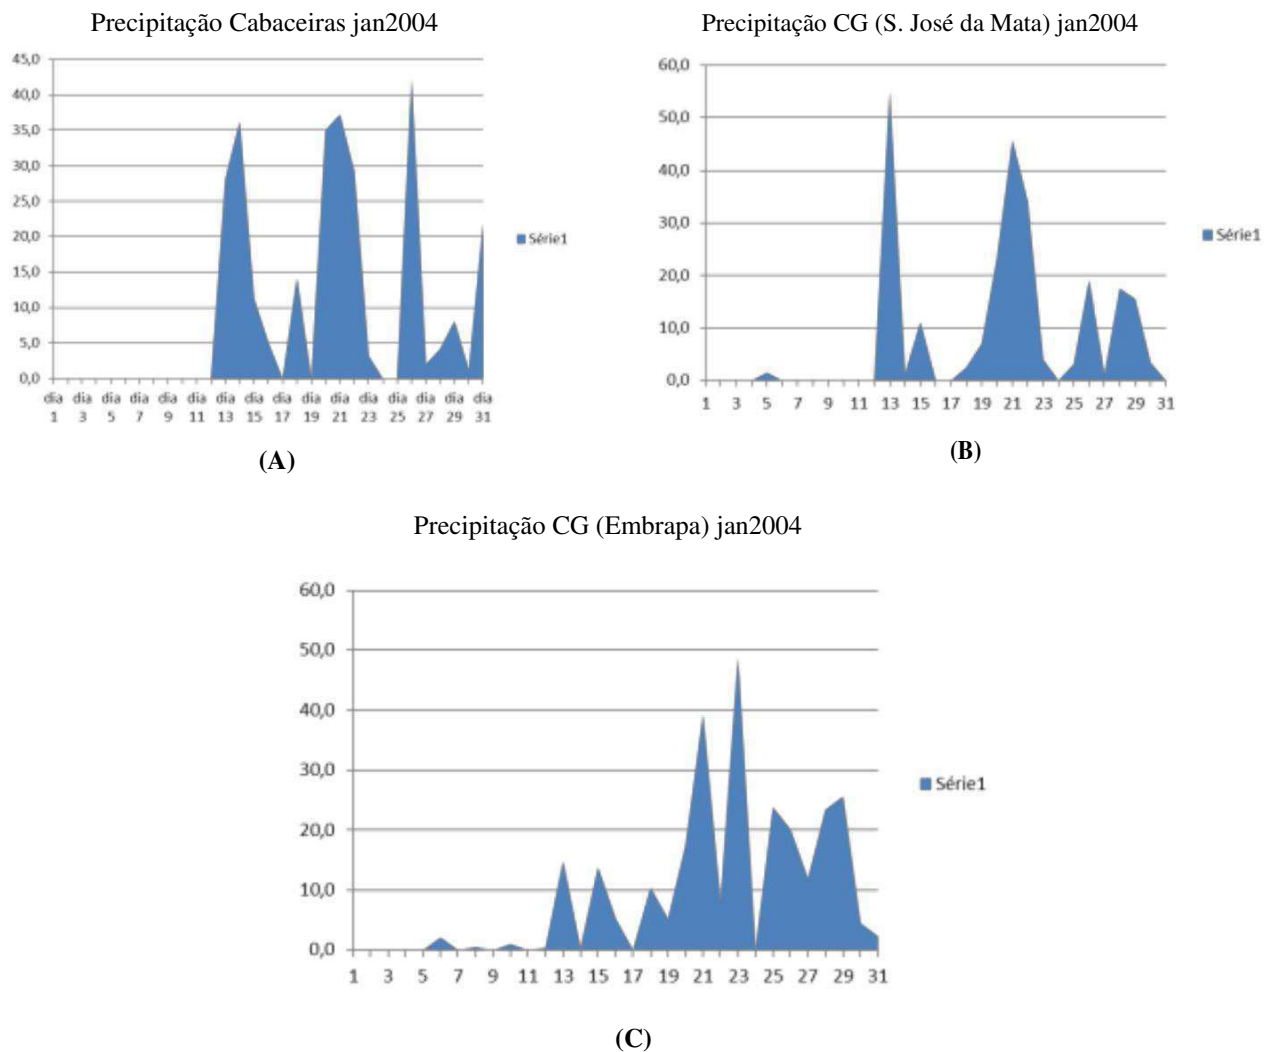 Precipitação Cabaceiras jan2004
45,0
40,0
35,0
30,0
25,0
20,0
15,0
10,0
5,0
0,0
dia dia dia dia dia dia dia dia dia dia dia dia dia dia dia dia
1 3 5 7 9 11 13 15 17 19 21 23 25 27 29 31
Série1
(A)
Precipitação CG (S. José da Mata) jan2004
60,0
50,0
40,0
30,0
20,0
10,0
0,0
1 3 5 7 9 11 13 15 17 19 21 23 25 27 29 31
Série1
(B)
Precipitação CG (Embrapa) jan2004
60,0
50,0
40,0
30,0
20,0
10,0
0,0
1 3 5 7 9 11 13 15 17 19 21 23 25 27 29 31
Série1
(C)